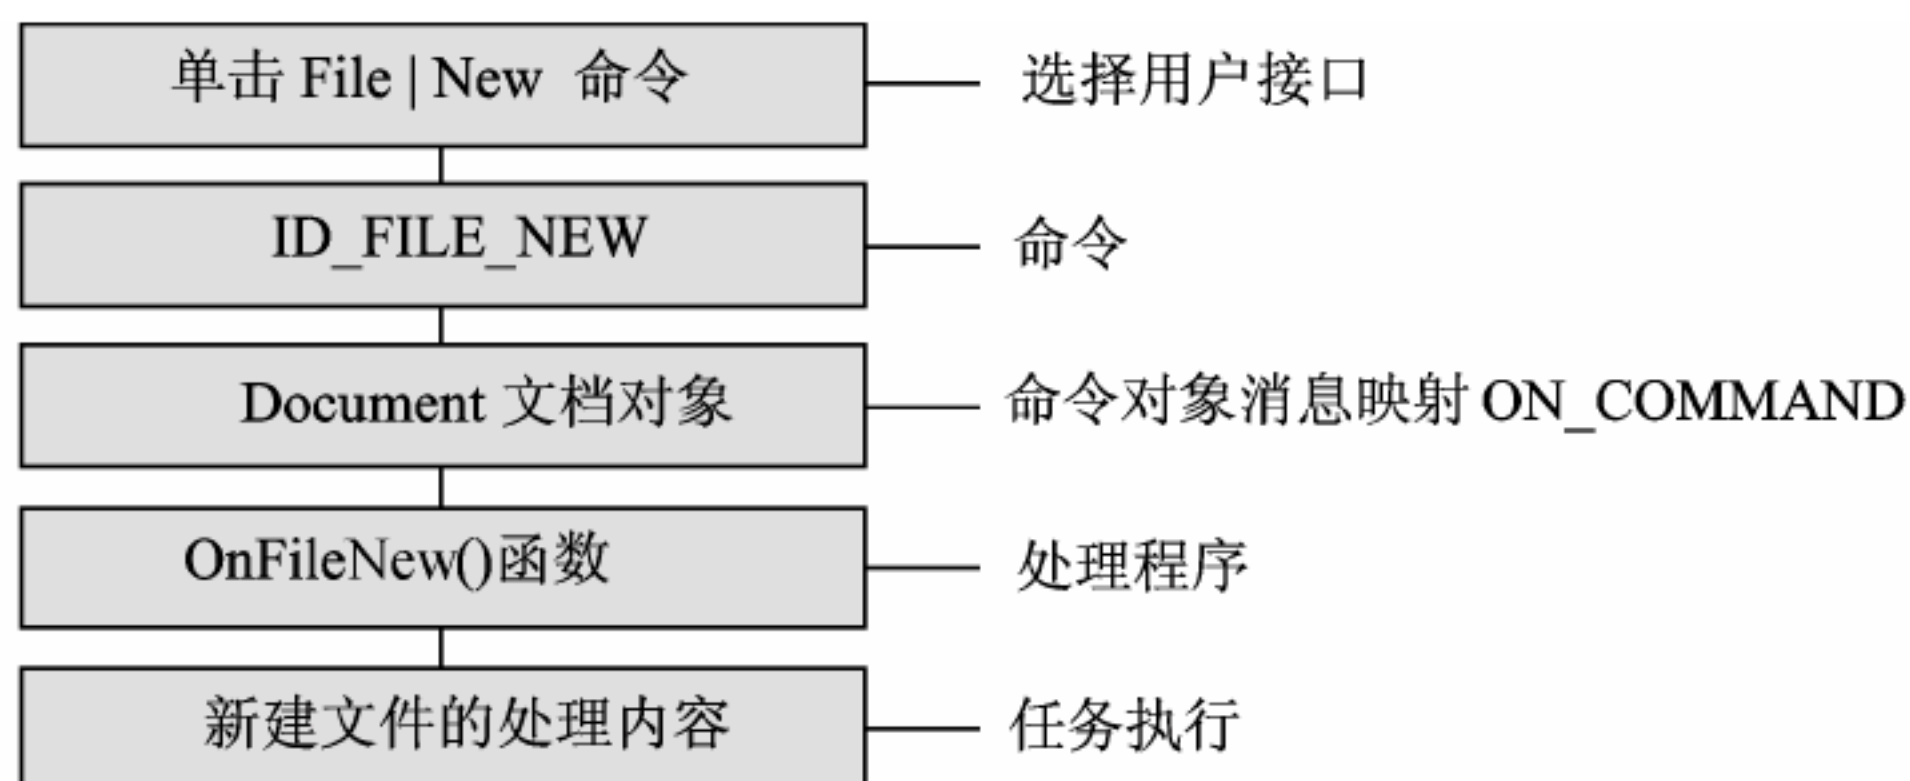 单击 File | New 命令 选择用户接口
ID_FILE_NEW 命令
Document 文档对象 命令对象消息映射 ON_COMMAND
OnFileNew()函数 处理程序
新建文件的处理内容 任务执行